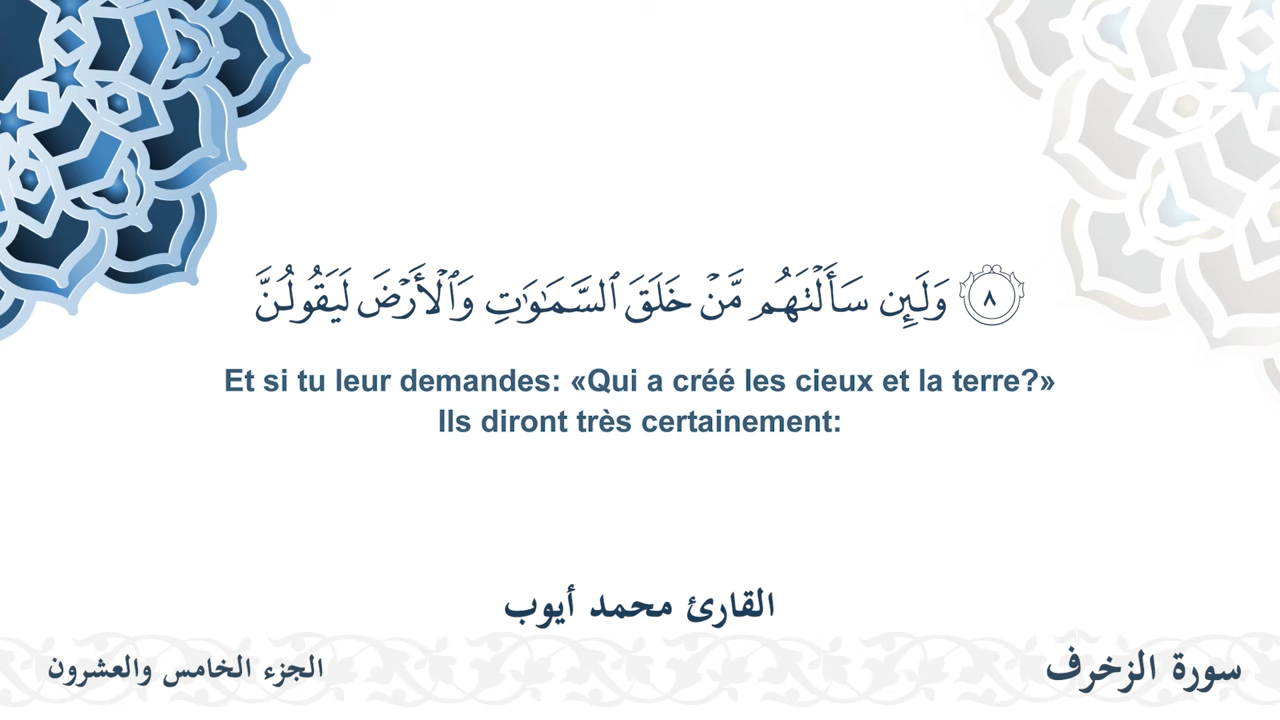 ٨ وَلَئِن سَأَلْتَهُم مَّنْ خَلَقَ ٱلسَّمَـٰوَٰتِ وَٱلْأَرْضَ لَيَقُولُنَّ
Et si tu leur demandes: «Qui a créé les cieux et la terre?»
Ils diront très certainement:
القارئ محمد أيوب
سورة الزخرف
الجزء الخامس والعشرون